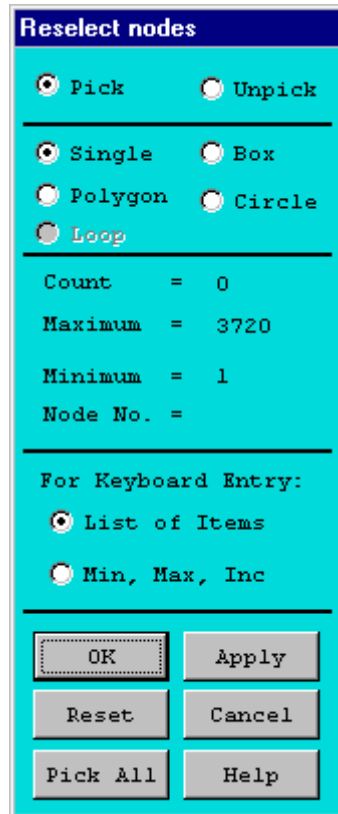 Reselect nodes
Pick Unpick
Single Box
Polygon Circle
Loop
Count = 0
Maximum = 3720
Minimum = 1
Node No. =
For Keyboard Entry:
List of Items
Min, Max, Inc
OK Apply
Reset Cancel
Pick All Help